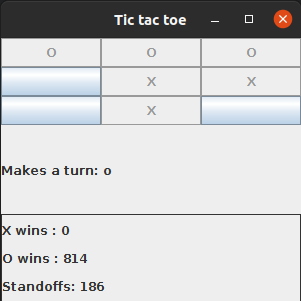 Tic tac toe
O O O
X X
X
Makes a turn: o
X wins : 0
O wins : 814
Standoffs: 186